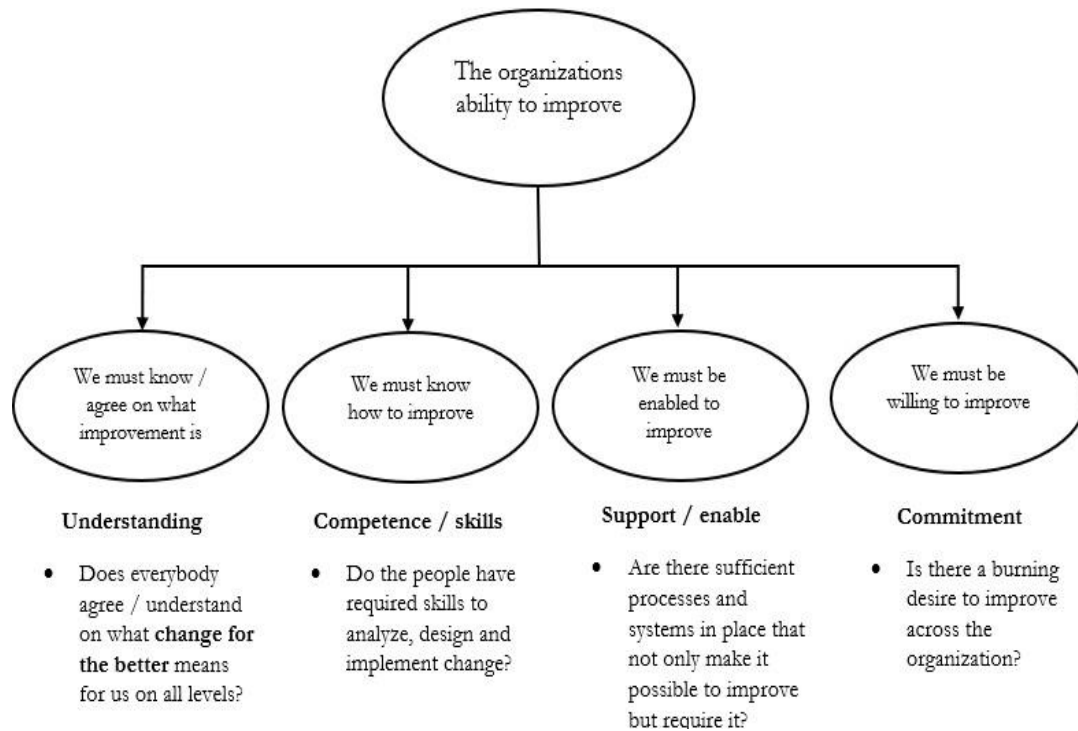 The organizations
ability to improve
We must know /
agree on what
improvement is
We must know
how to improve
We must be
enabled to
improve
We must be
willing to improve
Understanding
• Does everybody
agree / understand
on what change for
the better means
for us on all levels?
Competence / skills
• Do the people have
required skills to
analyze, design and
implement change?
Support / enable
• Are there sufficient
processes and
systems in place that
not only make it
possible to improve
but require it?
Commitment
• Is there a burning
desire to improve
across the
organization?